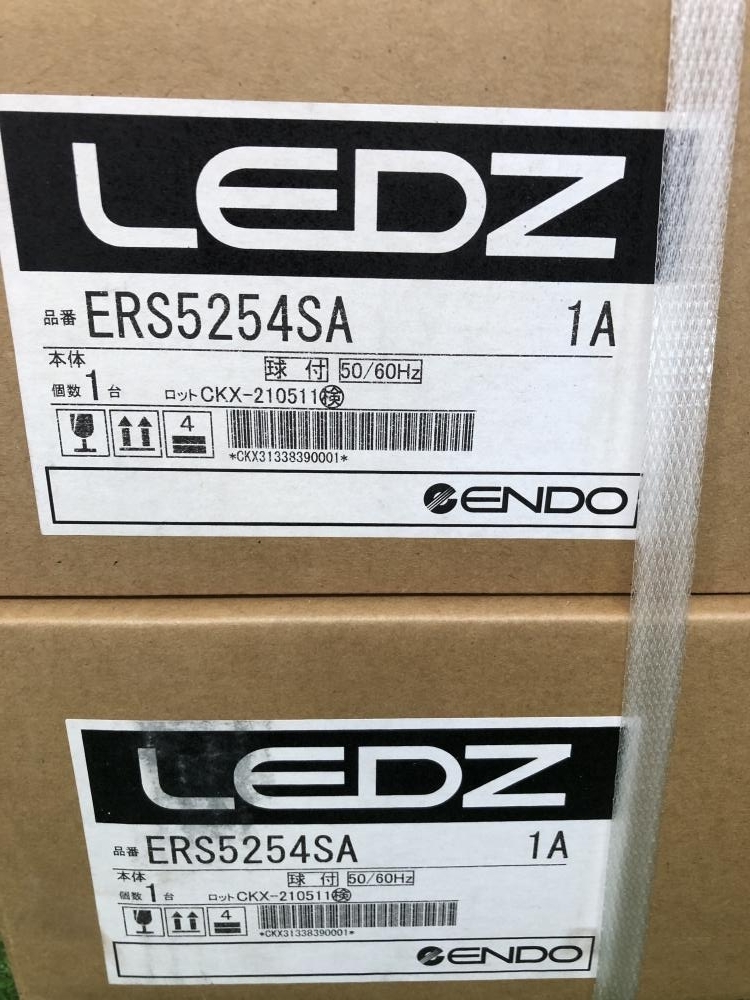 LEDZ
品番 ERS5254SA 1A
本体 球付 50/60Hz
個数 1 台 ロット CKX-210511 検
4
*CKX31338390001*
ENDO
LEDZ
品番 ERS5254SA 1A
本体 球付 50/60Hz
個数 1 台 ロット CKX-210511 検
4
*CKX31338390001*
ENDO